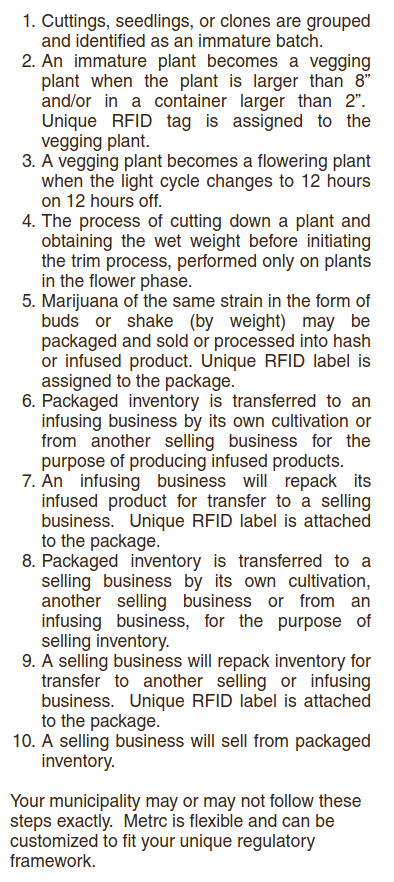 1. Cuttings, seedlings, or clones are grouped
and identified as an immature batch.
2. An immature plant becomes a vegging
plant when the plant is larger than 8”
and/or in a container larger than 2”.
Unique RFID tag is assigned to the
vegging plant.
3. A vegging plant becomes a flowering plant
when the light cycle changes to 12 hours
on 12 hours off.
4. The process of cutting down a plant and
obtaining the wet weight before initiating
the trim process, performed only on plants
in the flower phase.
5. Marijuana of the same strain in the form of
buds or shake (by weight) may be
packaged and sold or processed into hash
or infused product. Unique RFID label is
assigned to the package.
6. Packaged inventory is transferred to an
infusing business by its own cultivation or
from another selling business for the
purpose of producing infused products.
7. An infusing business will repack its
infused product for transfer to a selling
business. Unique RFID label is attached
to the package.
8. Packaged inventory is transferred to a
selling business by its own cultivation,
another selling business or from an
infusing business, for the purpose of
selling inventory.
9. A selling business will repack inventory for
transfer to another selling or infusing
business. Unique RFID label is attached
to the package.
10. A selling business will sell from packaged
inventory.
Your municipality may or may not follow these
steps exactly. Metrc is flexible and can be
customized to fit your unique regulatory
framework.